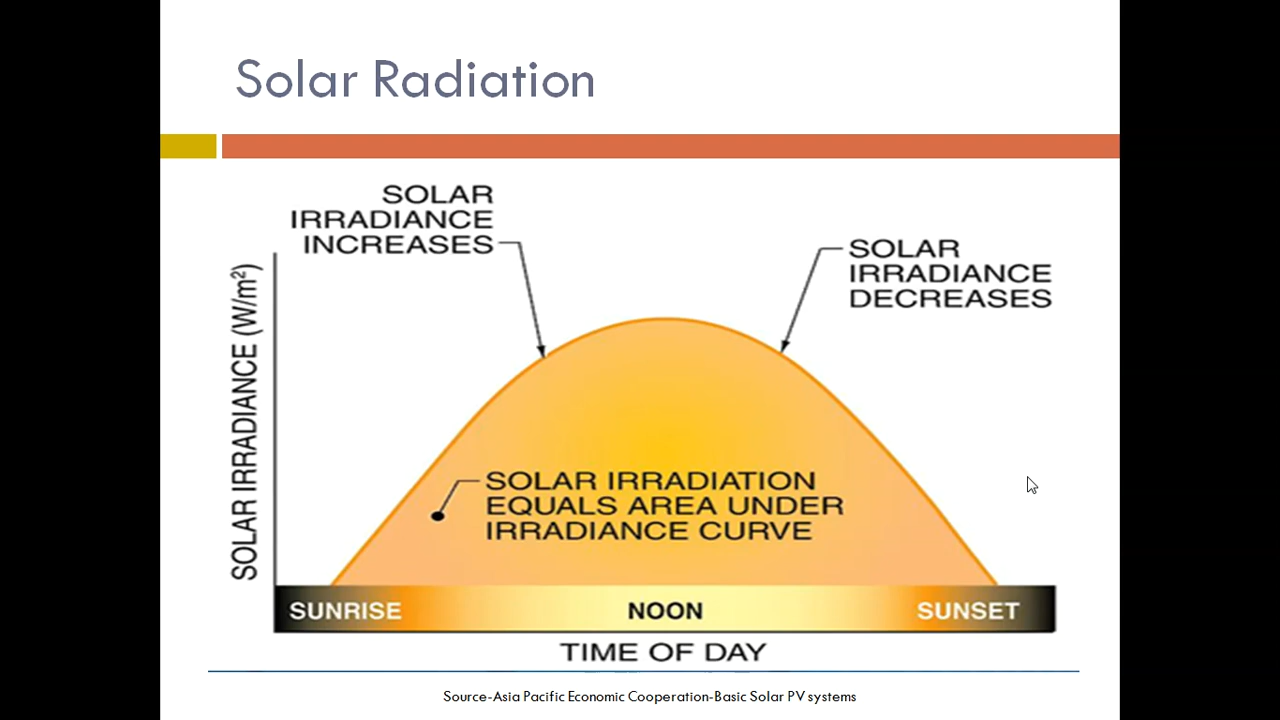 Solar Radiation
SOLAR
IRRADIANCE
INCREASES
SOLAR
IRRADIANCE
DECREASES
SOLAR IRRADIANCE (W/m²)
SOLAR IRRADIATION
EQUALS AREA UNDER
IRRADIANCE CURVE
SUNRISE
NOON
SUNSET
TIME OF DAY
Source-Asia Pacific Economic Cooperation-Basic Solar PV systems